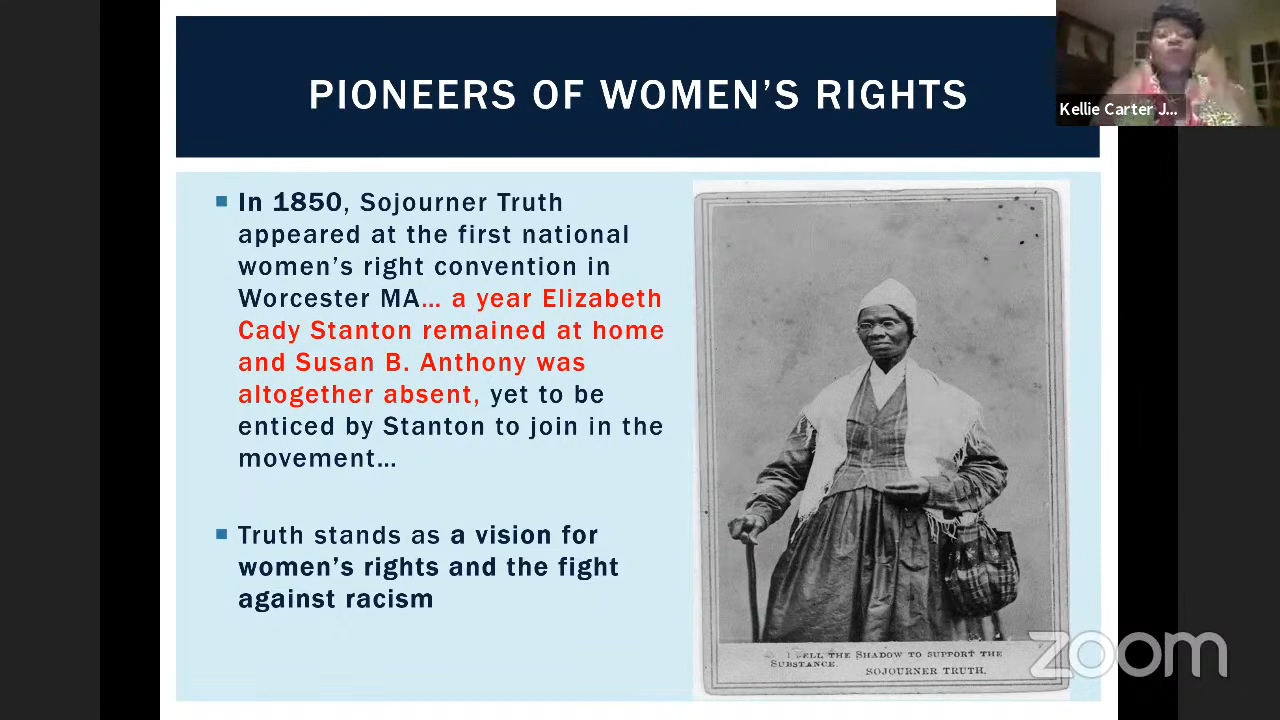 PIONEERS OF WOMEN'S RIGHTS
Kellie Carter J...
In 1850, Sojourner Truth
appeared at the first national
women's right convention in
Worcester MA... a year Elizabeth
Cady Stanton remained at home
and Susan B. Anthony was
altogether absent, yet to be
enticed by Stanton to join in the
movement...
Truth stands as a vision for
women's rights and the fight
against racism
I SELL THE SHADOW TO SUPPORT THE
SUBSTANCE.
SOJOURNER TRUTH.
zoom